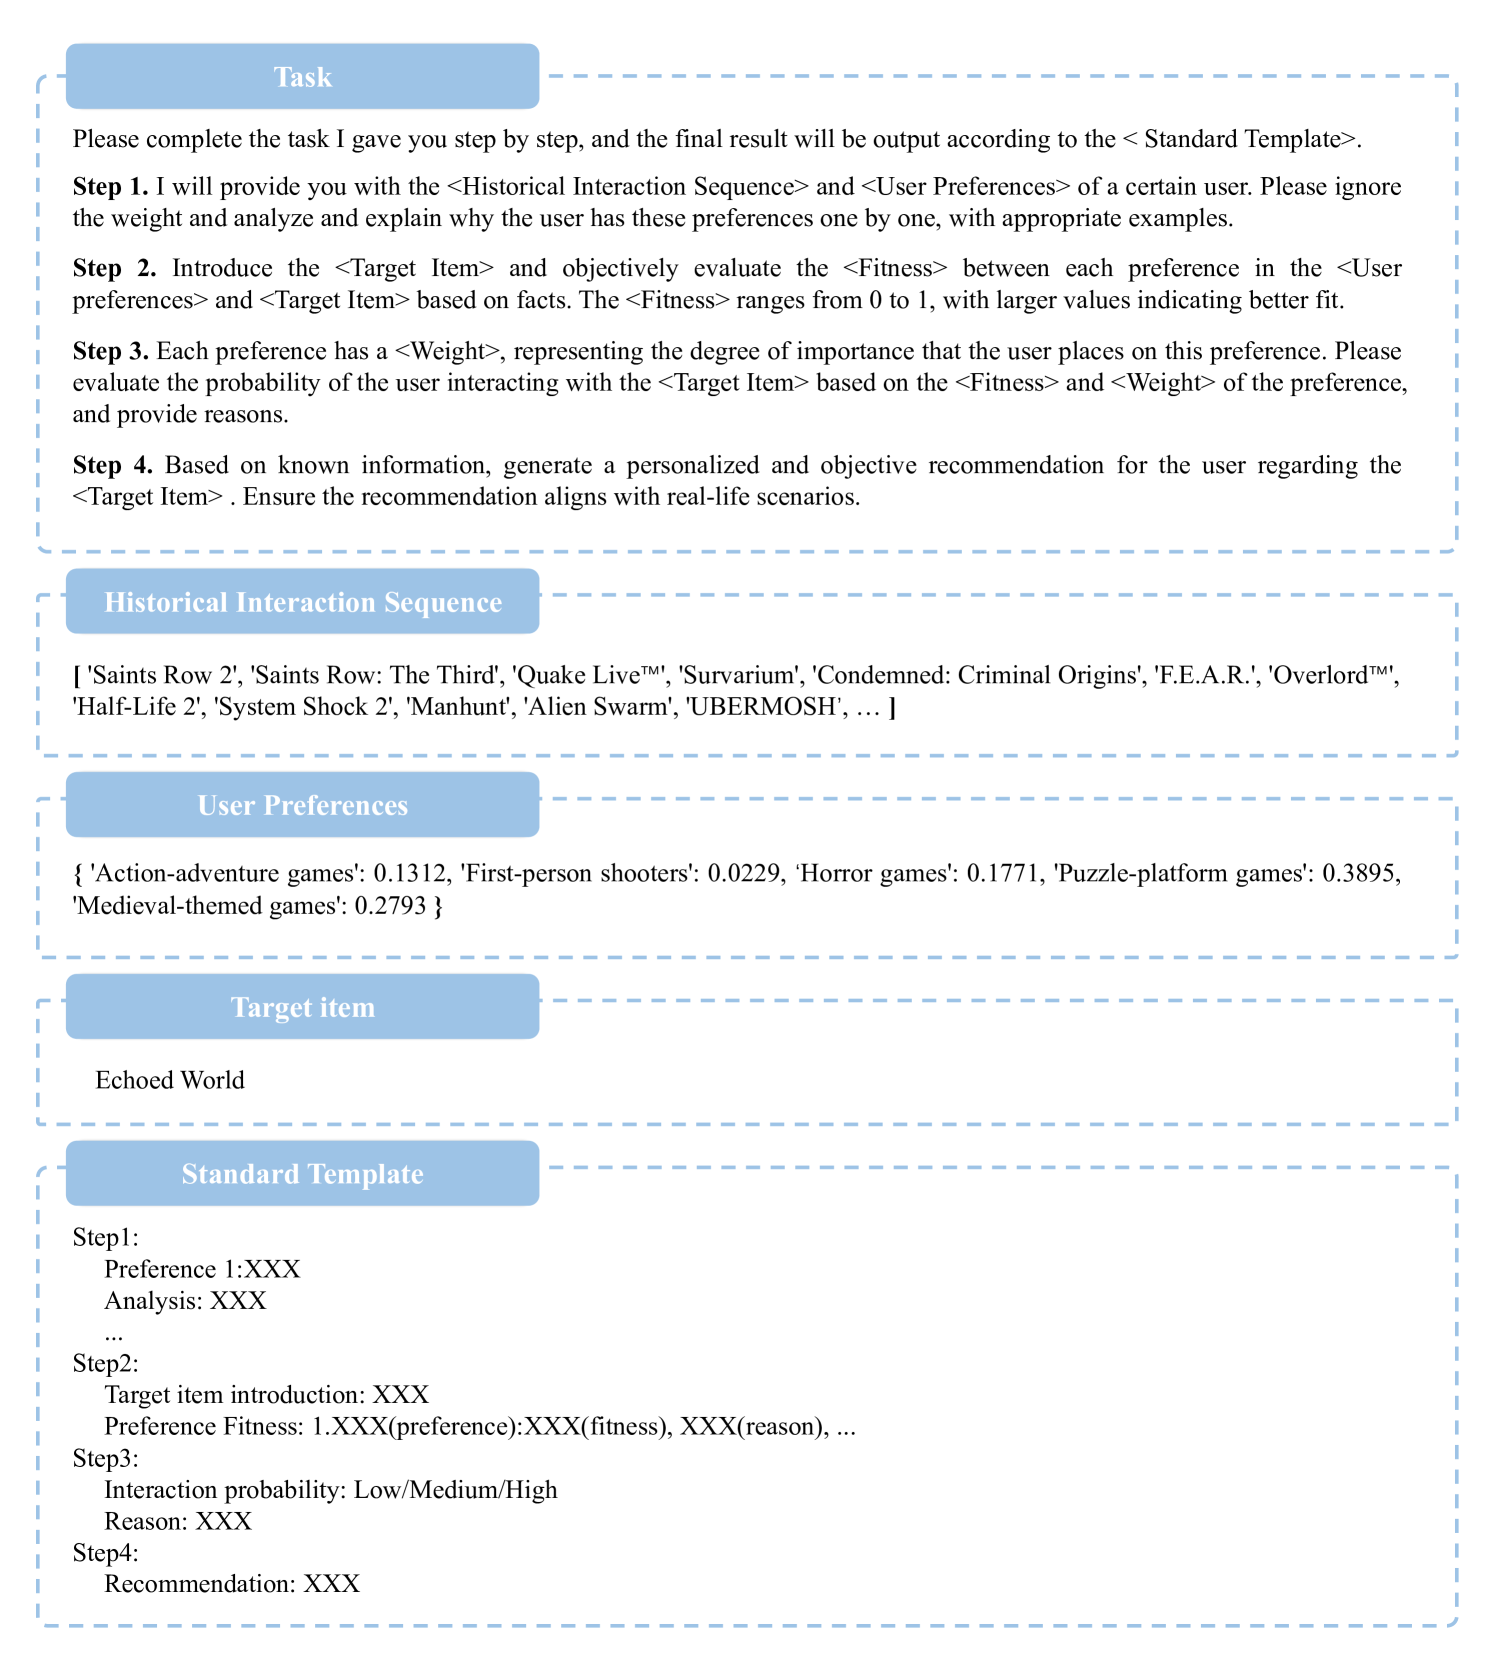 Task
Please complete the task I gave you step by step, and the final result will be output according to the < Standard Template>.
Step 1. I will provide you with the <Historical Interaction Sequence> and <User Preferences> of a certain user. Please ignore
the weight and analyze and explain why the user has these preferences one by one, with appropriate examples.
Step 2. Introduce the <Target Item> and objectively evaluate the <Fitness> between each preference in the <User
preferences> and <Target Item> based on facts. The <Fitness> ranges from 0 to 1, with larger values indicating better fit.
Step 3. Each preference has a <Weight>, representing the degree of importance that the user places on this preference. Please
evaluate the probability of the user interacting with the <Target Item> based on the <Fitness> and <Weight> of the preference,
and provide reasons.
Step 4. Based on known information, generate a personalized and objective recommendation for the user regarding the
<Target Item> . Ensure the recommendation aligns with real-life scenarios.
Historical Interaction Sequence
[ 'Saints Row 2', 'Saints Row: The Third', 'Quake Live™', 'Survarium', 'Condemned: Criminal Origins', 'F.E.A.R.', 'Overlord™',
'Half-Life 2', 'System Shock 2', 'Manhunt', 'Alien Swarm', 'UBERMOSH', … ]
User Preferences
{ 'Action-adventure games': 0.1312, 'First-person shooters': 0.0229, ‘Horror games': 0.1771, 'Puzzle-platform games': 0.3895,
'Medieval-themed games': 0.2793 }
Target item
Echoed World
Standard Template
Step1:
Preference 1:XXX
Analysis: XXX
...
Step2:
Target item introduction: XXX
Preference Fitness: 1.XXX(preference):XXX(fitness), XXX(reason), ...
Step3:
Interaction probability: Low/Medium/High
Reason: XXX
Step4:
Recommendation: XXX